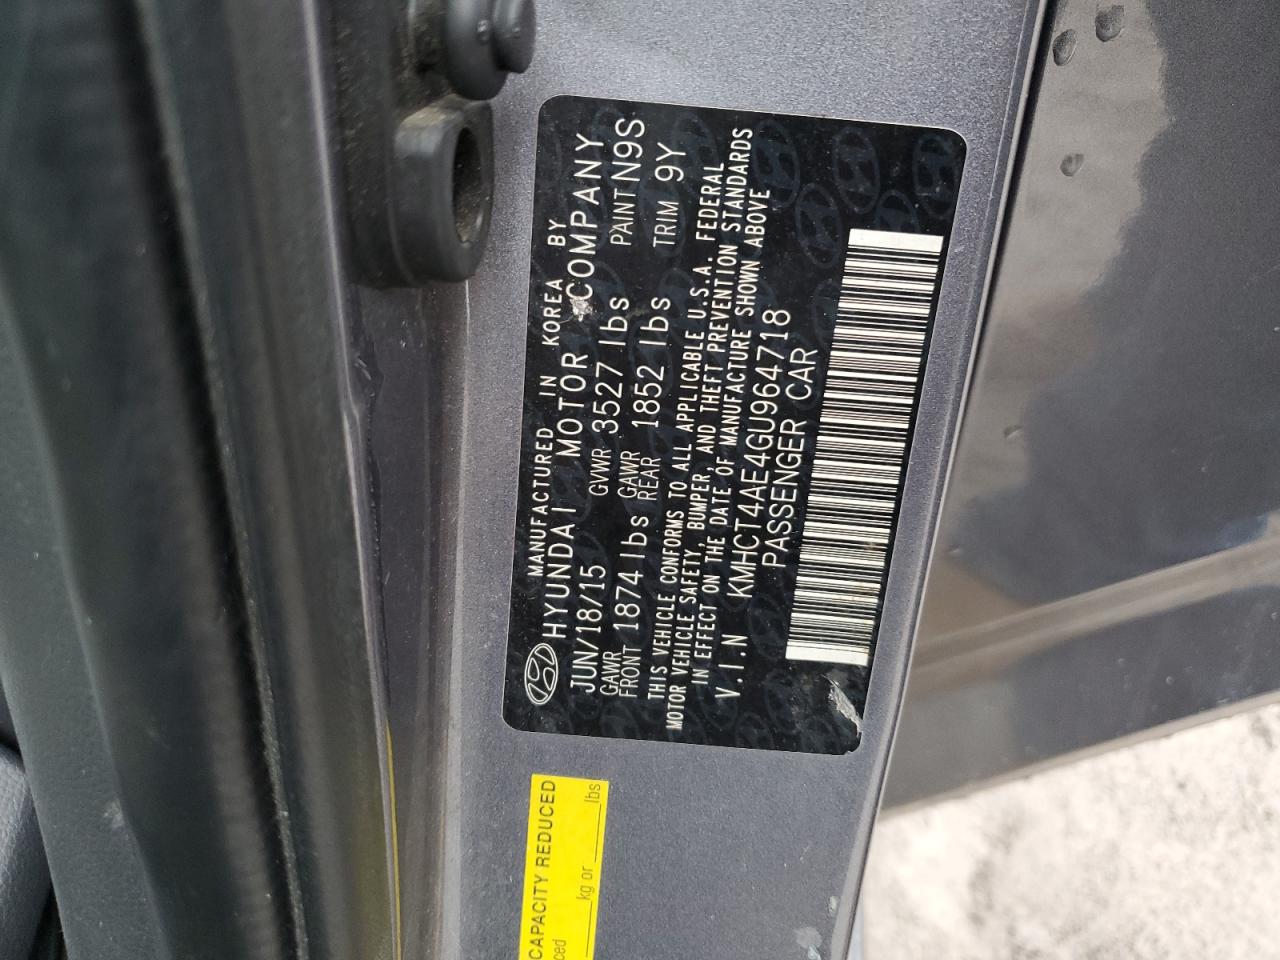 MANUFACTURED IN KOREA BY
HYUNDAI MOTOR COMPANY
JUN/18/15 GVWR 3527 lbs PAINT N9S
GAWR FRONT 1874 lbs GAWR REAR 1852 lbs TRIM 9Y
THIS VEHICLE CONFORMS TO ALL APPLICABLE U.S.A. FEDERAL
MOTOR VEHICLE SAFETY, BUMPER, AND THEFT PREVENTION STANDARDS
IN EFFECT ON THE DATE OF MANUFACTURE SHOWN ABOVE
V.I.N KMHCT4AE4GU964718
PASSENGER CAR
CAPACITY REDUCED
kg or lbs